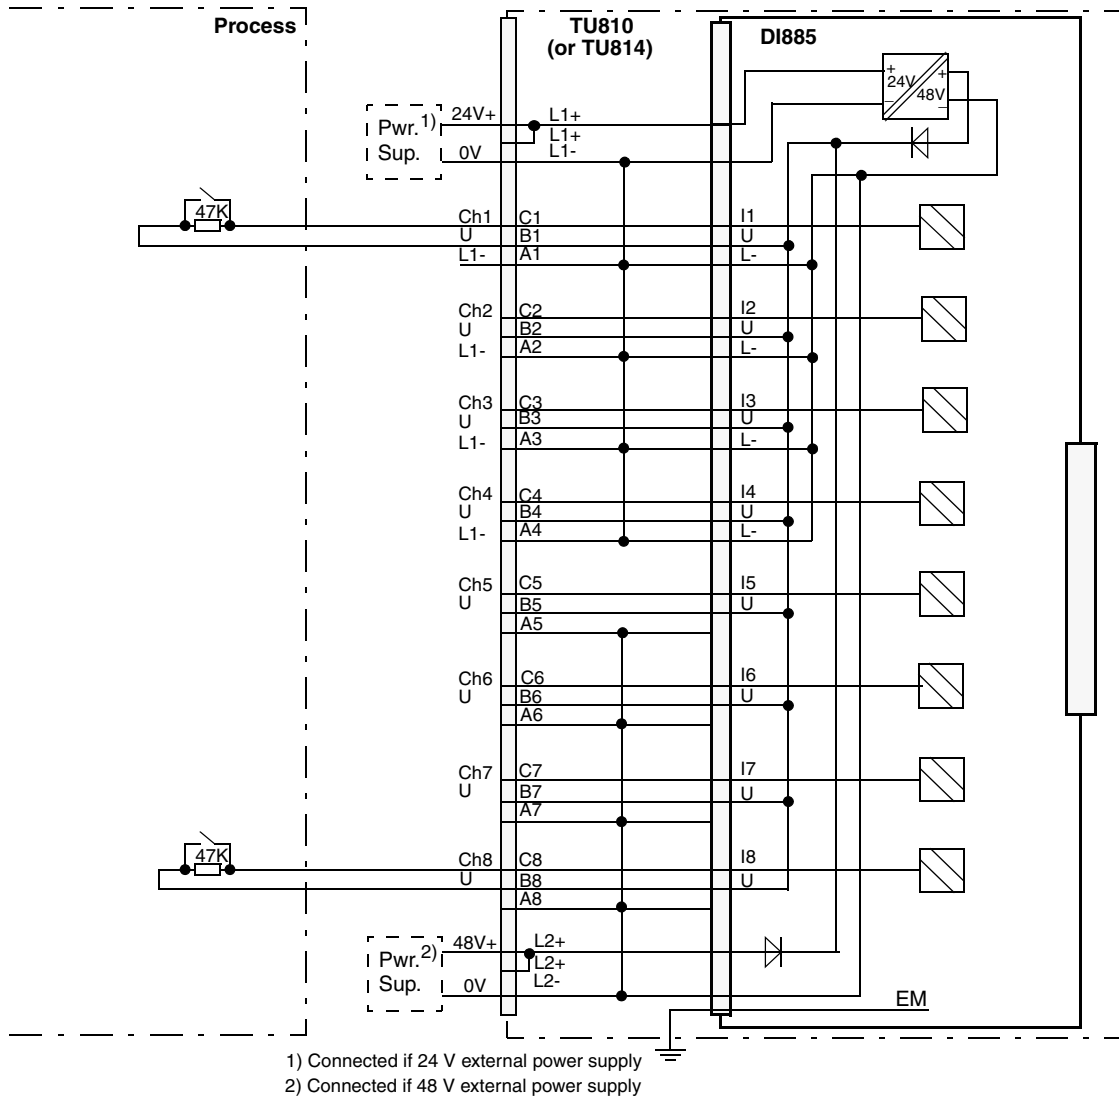 Process
TU810
(or TU814)
DI885
+
24V
–
+
48V
–
Pwr.1)
Sup.
24V+
0V
L1+
L1+
L1-
47K
Ch1
U
L1-
C1
B1
A1
I1
U
L-
Ch2
U
L1-
C2
B2
A2
I2
U
L-
Ch3
U
L1-
C3
B3
A3
I3
U
L-
Ch4
U
L1-
C4
B4
A4
I4
U
L-
Ch5
U
C5
B5
A5
I5
U
Ch6
U
C6
B6
A6
I6
U
Ch7
U
C7
B7
A7
I7
U
47K
Ch8
U
C8
B8
A8
I8
U
Pwr.2)
Sup.
48V+
0V
L2+
L2+
L2-
EM
1) Connected if 24 V external power supply
2) Connected if 48 V external power supply